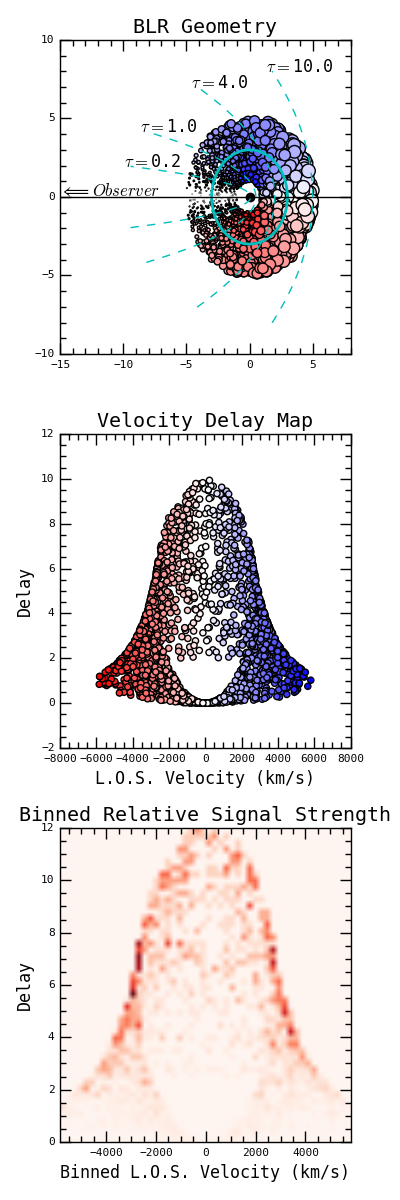 BLR Geometry
10
τ = 10.0
τ = 4.0
5
τ = 1.0
τ = 0.2
0
⟸ Observer
−5
−10
−15 −10 −5 0 5
Velocity Delay Map
12
10
8
6
Delay
4
2
0
−2
−8000 −6000 −4000 −2000 0 2000 4000 6000 8000
L.O.S. Velocity (km/s)
Binned Relative Signal Strength
12
10
8
Delay
6
4
2
0
−4000 −2000 0 2000 4000
Binned L.O.S. Velocity (km/s)